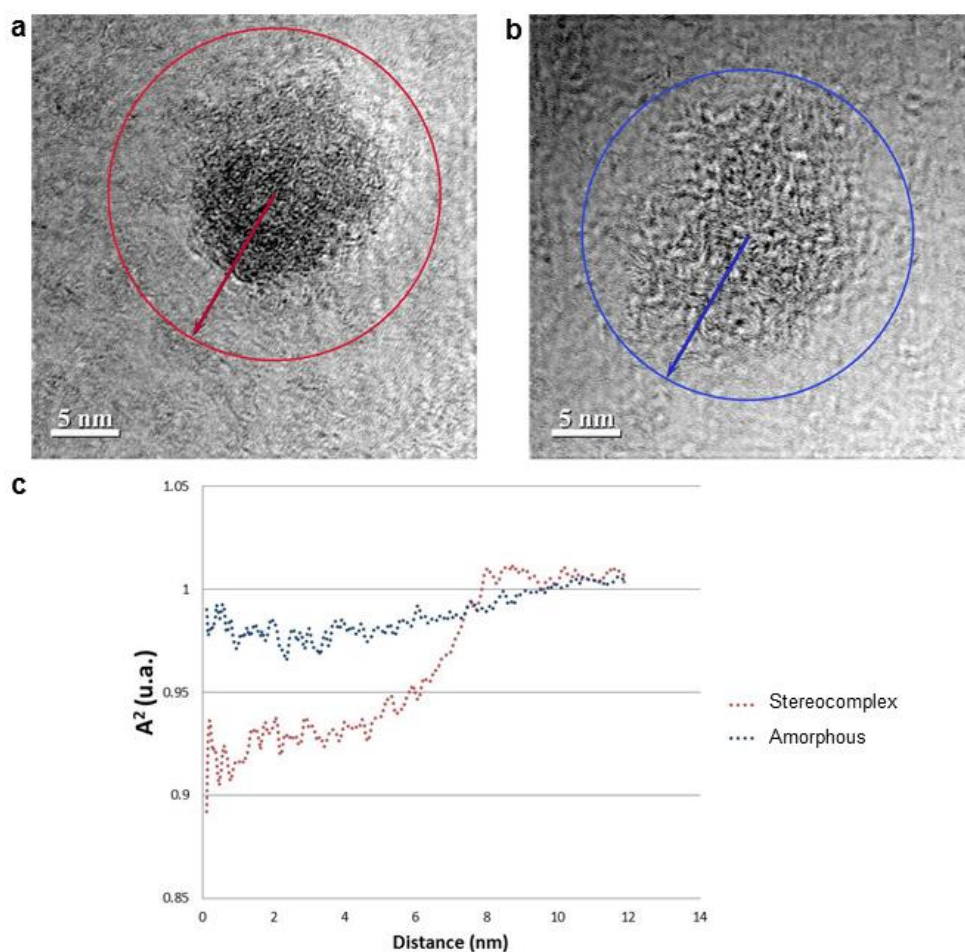 a
b
5 nm
5 nm
c
1.05
1
0.95
0.9
0.85
A² (u.a.)
0 2 4 6 8 10 12 14
Distance (nm)
Stereocomplex
Amorphous